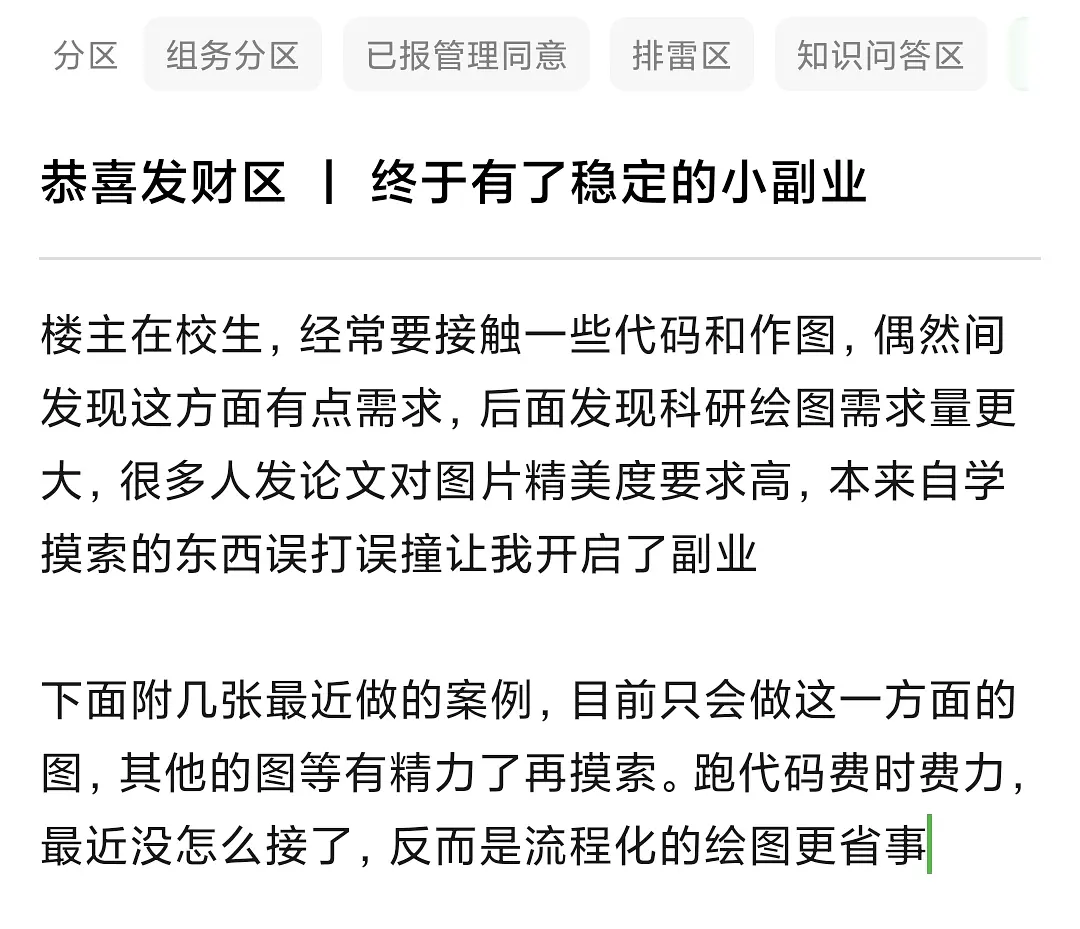 分区 组务分区 已报管理同意 排雷区 知识问答区
恭喜发财区 | 终于有了稳定的小副业
楼主在校生，经常要接触一些代码和作图，偶然间
发现这方面有点需求，后面发现科研绘图需求量更
大，很多人发论文对图片精美度要求高，本来自学
摸索的东西误打误撞让我开启了副业
下面附几张最近做的案例，目前只会做这一方面的
图，其他的图等有精力了再摸索。跑代码费时费力，
最近没怎么接了，反而是流程化的绘图更省事